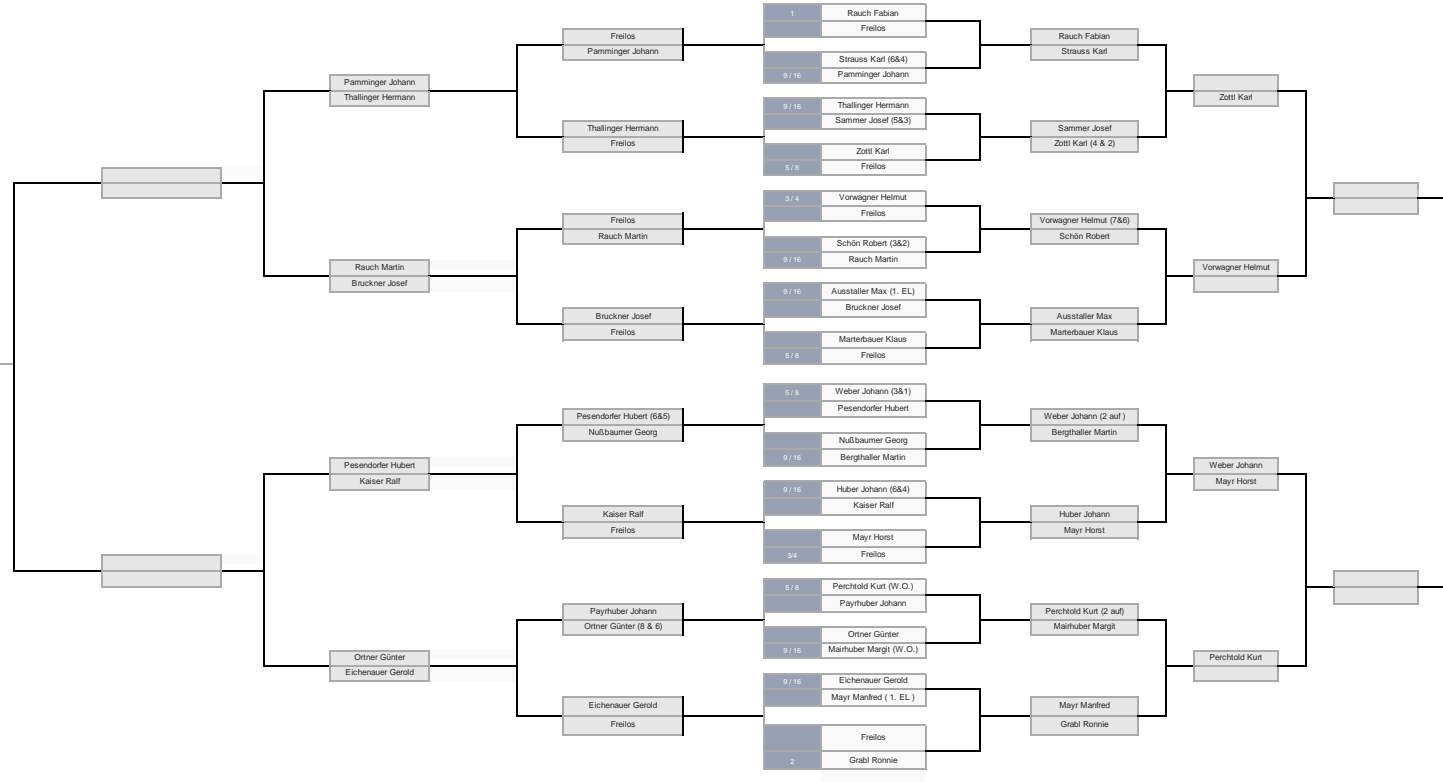 1 Rauch Fabian
Freilos
Strauss Karl (6&4)
9 / 16 Pamminger Johann
9 / 16 Thallinger Hermann
Sammer Josef (5&3)
Zottl Karl
5 / 8 Freilos
3 / 4 Vorwagner Helmut
Freilos
Schön Robert (3&2)
9 / 16 Rauch Martin
9 / 16 Ausstaller Max (1. EL)
Bruckner Josef
Marterbauer Klaus
5 / 8 Freilos
5 / 8 Weber Johann (3&1)
Pesendorfer Hubert
Nußbaumer Georg
9 / 16 Bergthaller Martin
9 / 16 Huber Johann (6&4)
Kaiser Ralf
Mayr Horst
3/4 Freilos
5 / 8 Perchtold Kurt (W.O.)
Payrhuber Johann
Ortner Günter
9 / 16 Mairhuber Margit (W.O.)
9 / 16 Eichenauer Gerold
Mayr Manfred ( 1. EL )
Freilos
2 Grabl Ronnie
Freilos
Pamminger Johann
Thallinger Hermann
Freilos
Freilos
Rauch Martin
Bruckner Josef
Freilos
Pesendorfer Hubert (6&5)
Nußbaumer Georg
Kaiser Ralf
Freilos
Payrhuber Johann
Ortner Günter (8 & 6)
Eichenauer Gerold
Freilos
Pamminger Johann
Thallinger Hermann
Rauch Martin
Bruckner Josef
Pesendorfer Hubert
Kaiser Ralf
Ortner Günter
Eichenauer Gerold
Rauch Fabian
Strauss Karl
Sammer Josef
Zottl Karl (4 & 2)
Vorwagner Helmut (7&6)
Schön Robert
Ausstaller Max
Marterbauer Klaus
Weber Johann (2 auf )
Bergthaller Martin
Huber Johann
Mayr Horst
Perchtold Kurt (2 auf)
Mairhuber Margit
Mayr Manfred
Grabl Ronnie
Zottl Karl
Vorwagner Helmut
Weber Johann
Mayr Horst
Perchtold Kurt